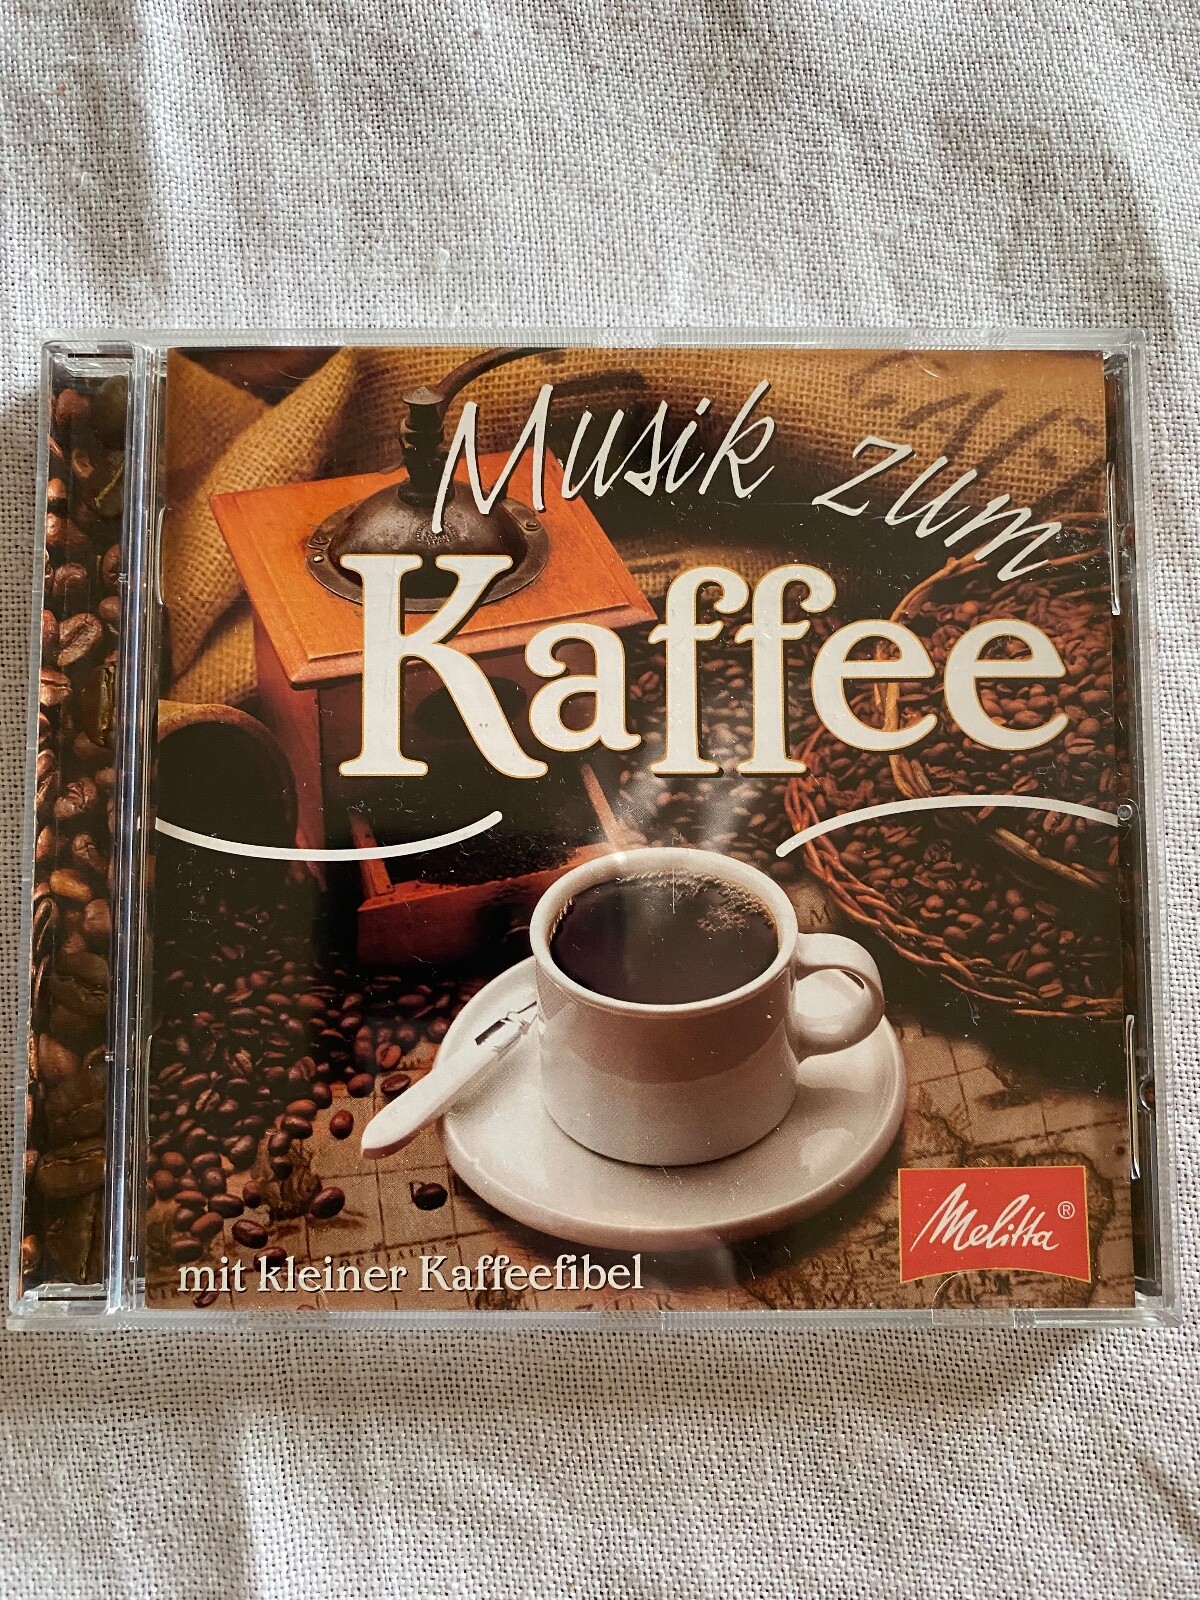 Musik zum
Kaffee
mit kleiner Kaffeefibel
Melitta®